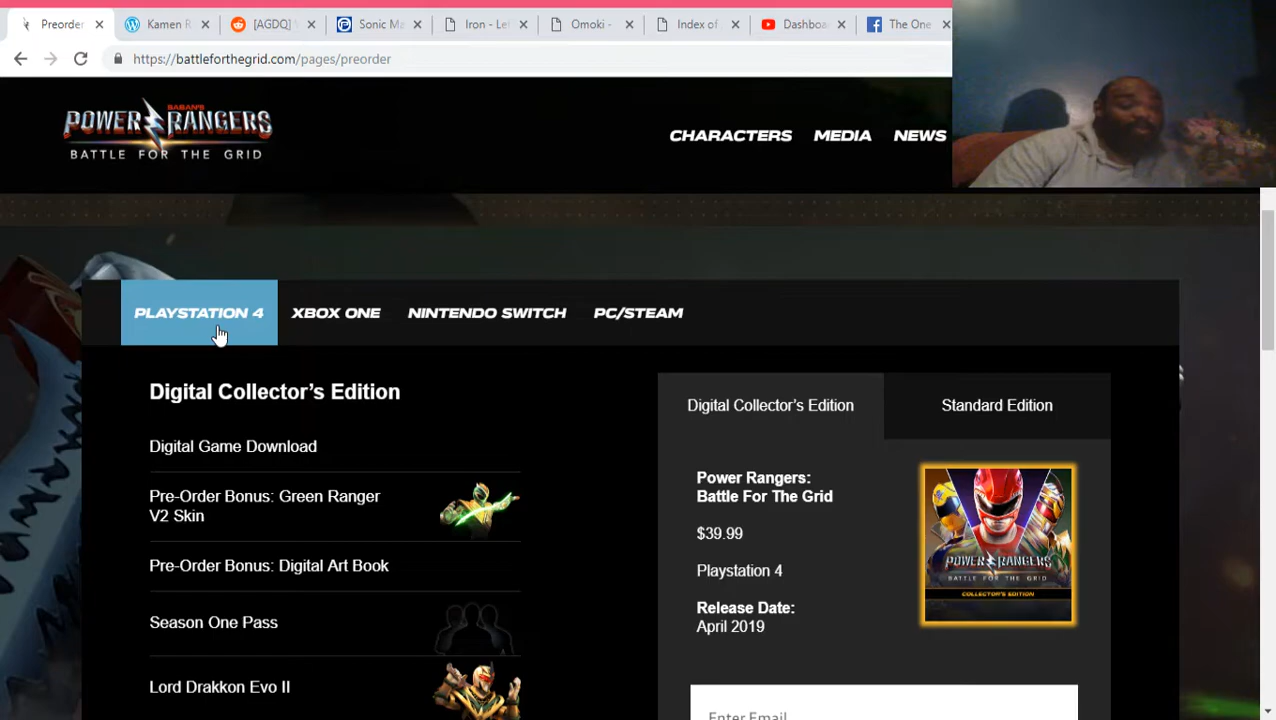 Preorder
Kamen R
[AGDQ]
Sonic Ma
Iron - Le
Omoki -
Index of
Dashboa
The One
https://battleforthegrid.com/pages/preorder
SABAN'S
POWER RANGERS
BATTLE FOR THE GRID
CHARACTERS
MEDIA
NEWS
PLAYSTATION 4
XBOX ONE
NINTENDO SWITCH
PC/STEAM
Digital Collector's Edition
Digital Game Download
Pre-Order Bonus: Green Ranger
V2 Skin
Pre-Order Bonus: Digital Art Book
Season One Pass
Lord Drakkon Evo II
Digital Collector's Edition
Standard Edition
Power Rangers:
Battle For The Grid
$39.99
Playstation 4
Release Date:
April 2019
POWER RANGERS
BATTLE FOR THE GRID
COLLECTOR'S EDITION
Enter Email